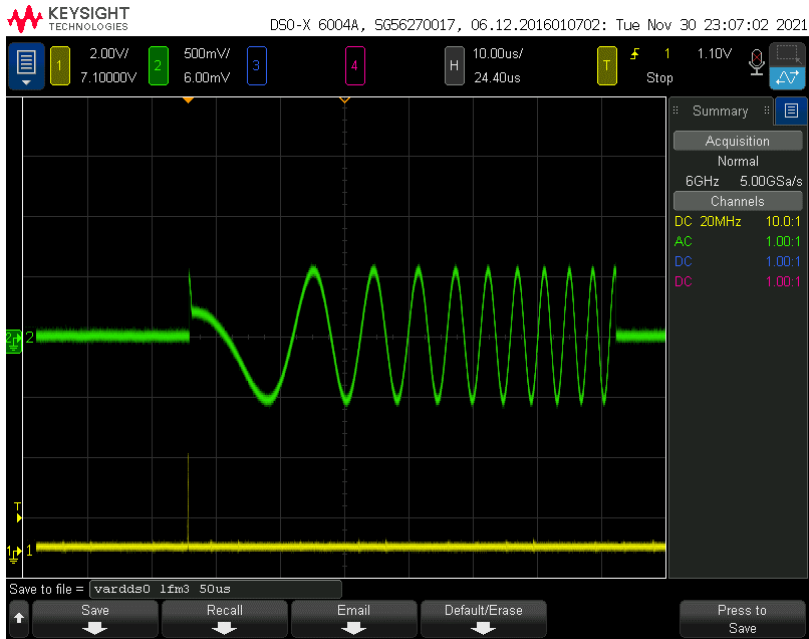 KEYSIGHT
TECHNOLOGIES
DSO-X 6004A, SG56270017, 06.12.2016010702: Tue Nov 30 23:07:02 2021
1 2.00V/ 2 500mV/ 3 4 H 10.00us/ T 1 1.10V
7.10000V 6.00mV 24.40us Stop
Summary
Acquisition
Normal
6GHz 5.00GSa/s
Channels
DC 20MHz 10.0:1
AC 1.00:1
DC 1.00:1
DC 1.00:1
2 2
T
1 1
Save to file = vardds0 lfm3 50us
Save Recall Email Default/Erase Press to
Save